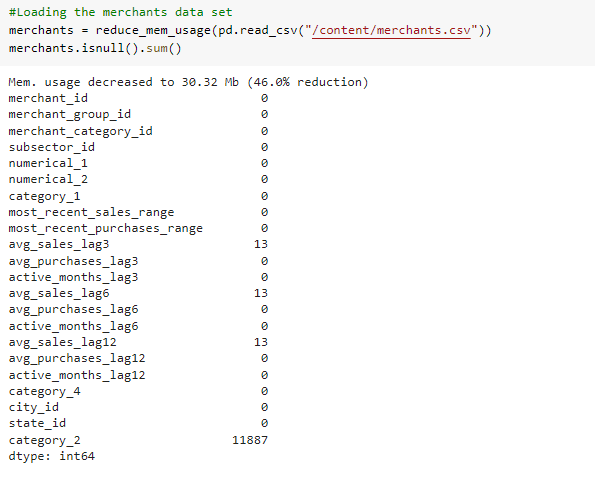 #Loading the merchants data set
merchants = reduce_mem_usage(pd.read_csv("/content/merchants.csv"))
merchants.isnull().sum()
Mem. usage decreased to 30.32 Mb (46.0% reduction)
merchant_id 0
merchant_group_id 0
merchant_category_id 0
subsector_id 0
numerical_1 0
numerical_2 0
category_1 0
most_recent_sales_range 0
most_recent_purchases_range 0
avg_sales_lag3 13
avg_purchases_lag3 0
active_months_lag3 0
avg_sales_lag6 13
avg_purchases_lag6 0
active_months_lag6 0
avg_sales_lag12 13
avg_purchases_lag12 0
active_months_lag12 0
category_4 0
city_id 0
state_id 0
category_2 11887
dtype: int64